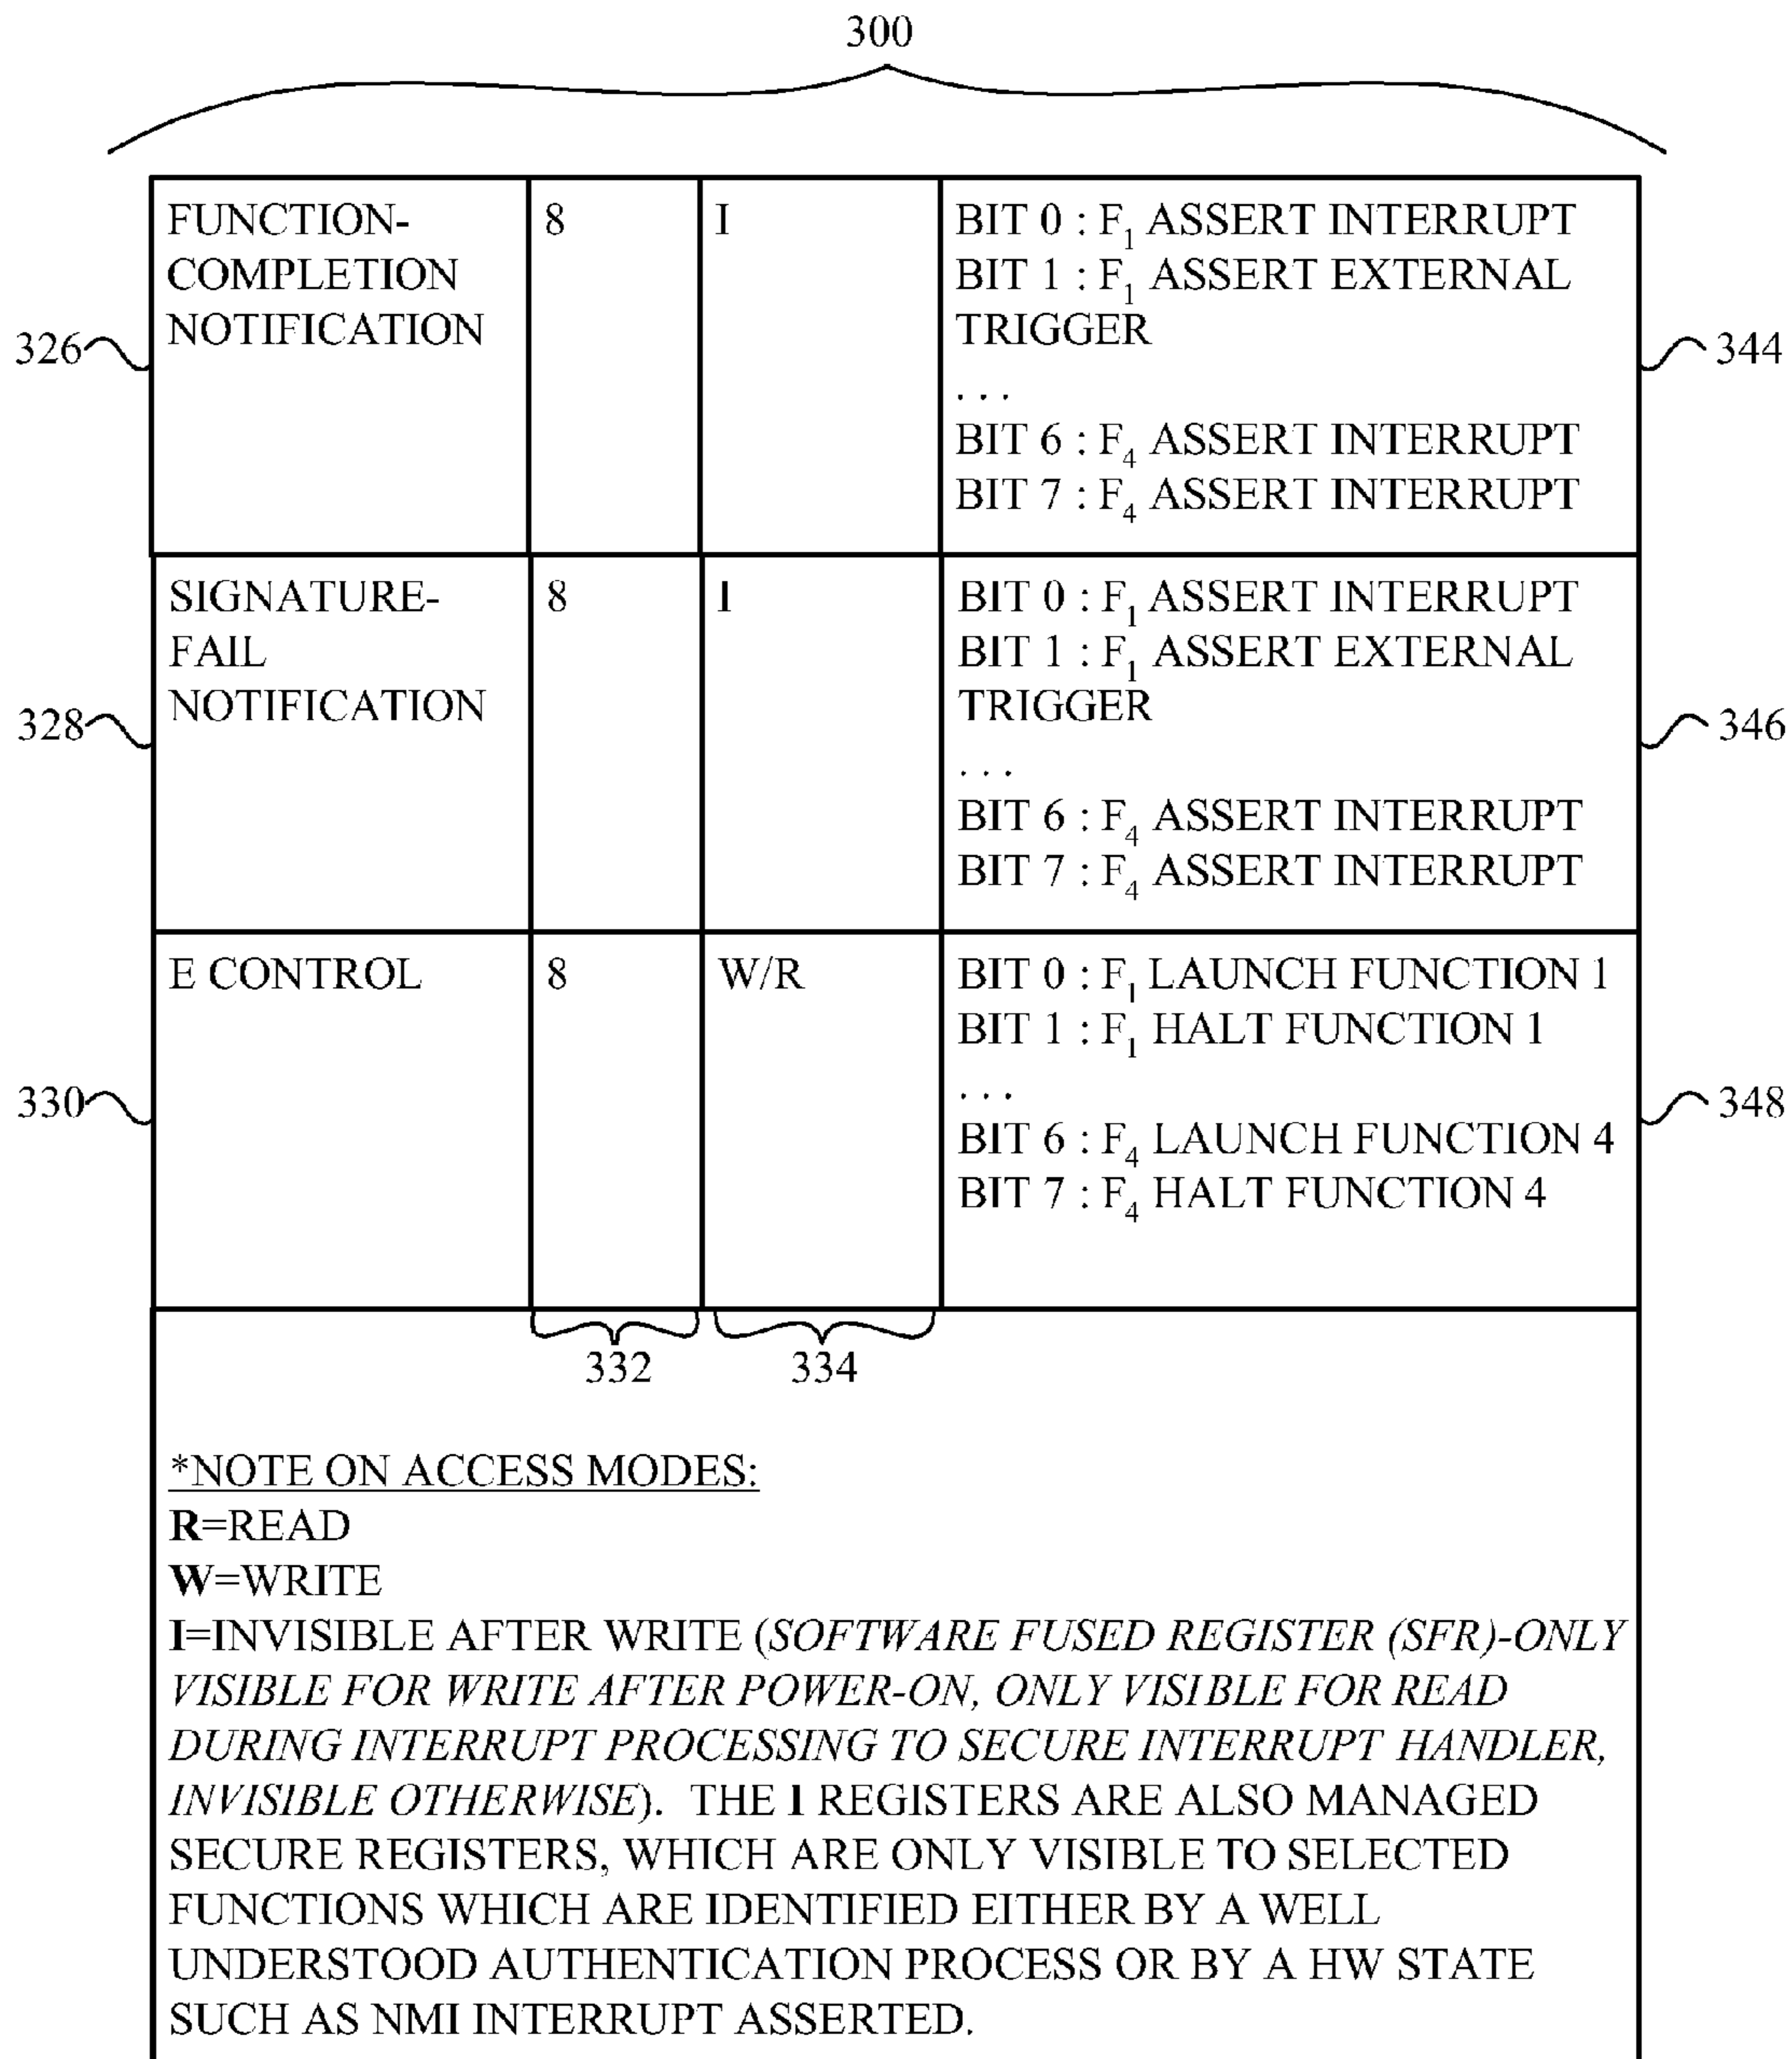 300
FUNCTION-
COMPLETION
NOTIFICATION
8
I
BIT 0 : F1 ASSERT INTERRUPT
BIT 1 : F1 ASSERT EXTERNAL
TRIGGER
. . .
BIT 6 : F4 ASSERT INTERRUPT
BIT 7 : F4 ASSERT INTERRUPT
326
344
SIGNATURE-
FAIL
NOTIFICATION
8
I
BIT 0 : F1 ASSERT INTERRUPT
BIT 1 : F1 ASSERT EXTERNAL
TRIGGER
. . .
BIT 6 : F4 ASSERT INTERRUPT
BIT 7 : F4 ASSERT INTERRUPT
328
346
E CONTROL
8
W/R
BIT 0 : F1 LAUNCH FUNCTION 1
BIT 1 : F1 HALT FUNCTION 1
. . .
BIT 6 : F4 LAUNCH FUNCTION 4
BIT 7 : F4 HALT FUNCTION 4
330
348
332
334
*NOTE ON ACCESS MODES:
R=READ
W=WRITE
I=INVISIBLE AFTER WRITE (SOFTWARE FUSED REGISTER (SFR)-ONLY
VISIBLE FOR WRITE AFTER POWER-ON, ONLY VISIBLE FOR READ
DURING INTERRUPT PROCESSING TO SECURE INTERRUPT HANDLER,
INVISIBLE OTHERWISE). THE I REGISTERS ARE ALSO MANAGED
SECURE REGISTERS, WHICH ARE ONLY VISIBLE TO SELECTED
FUNCTIONS WHICH ARE IDENTIFIED EITHER BY A WELL
UNDERSTOOD AUTHENTICATION PROCESS OR BY A HW STATE
SUCH AS NMI INTERRUPT ASSERTED.